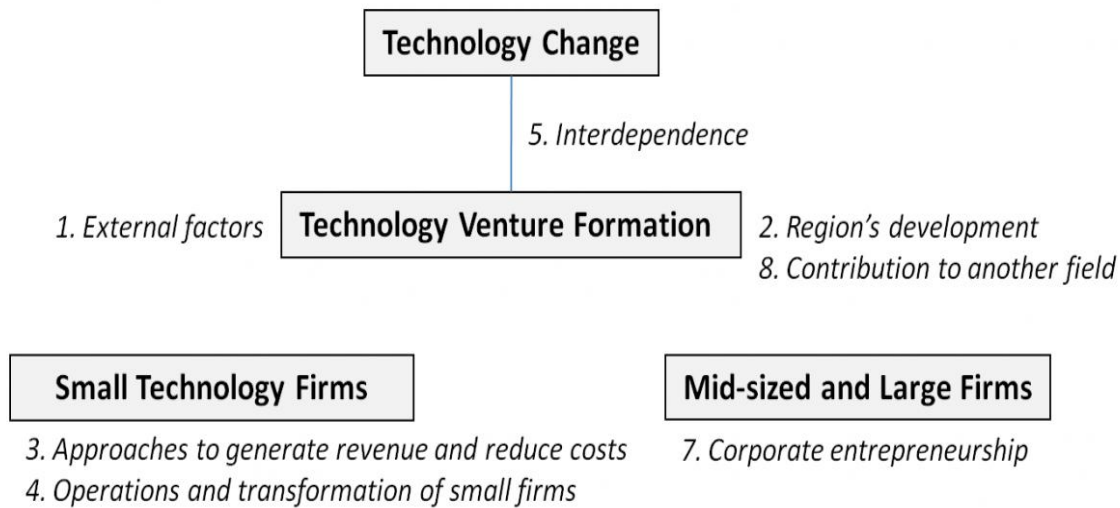 Technology Change
5. Interdependence
1. External factors
Technology Venture Formation
2. Region's development
8. Contribution to another field
Small Technology Firms
3. Approaches to generate revenue and reduce costs
4. Operations and transformation of small firms
Mid-sized and Large Firms
7. Corporate entrepreneurship